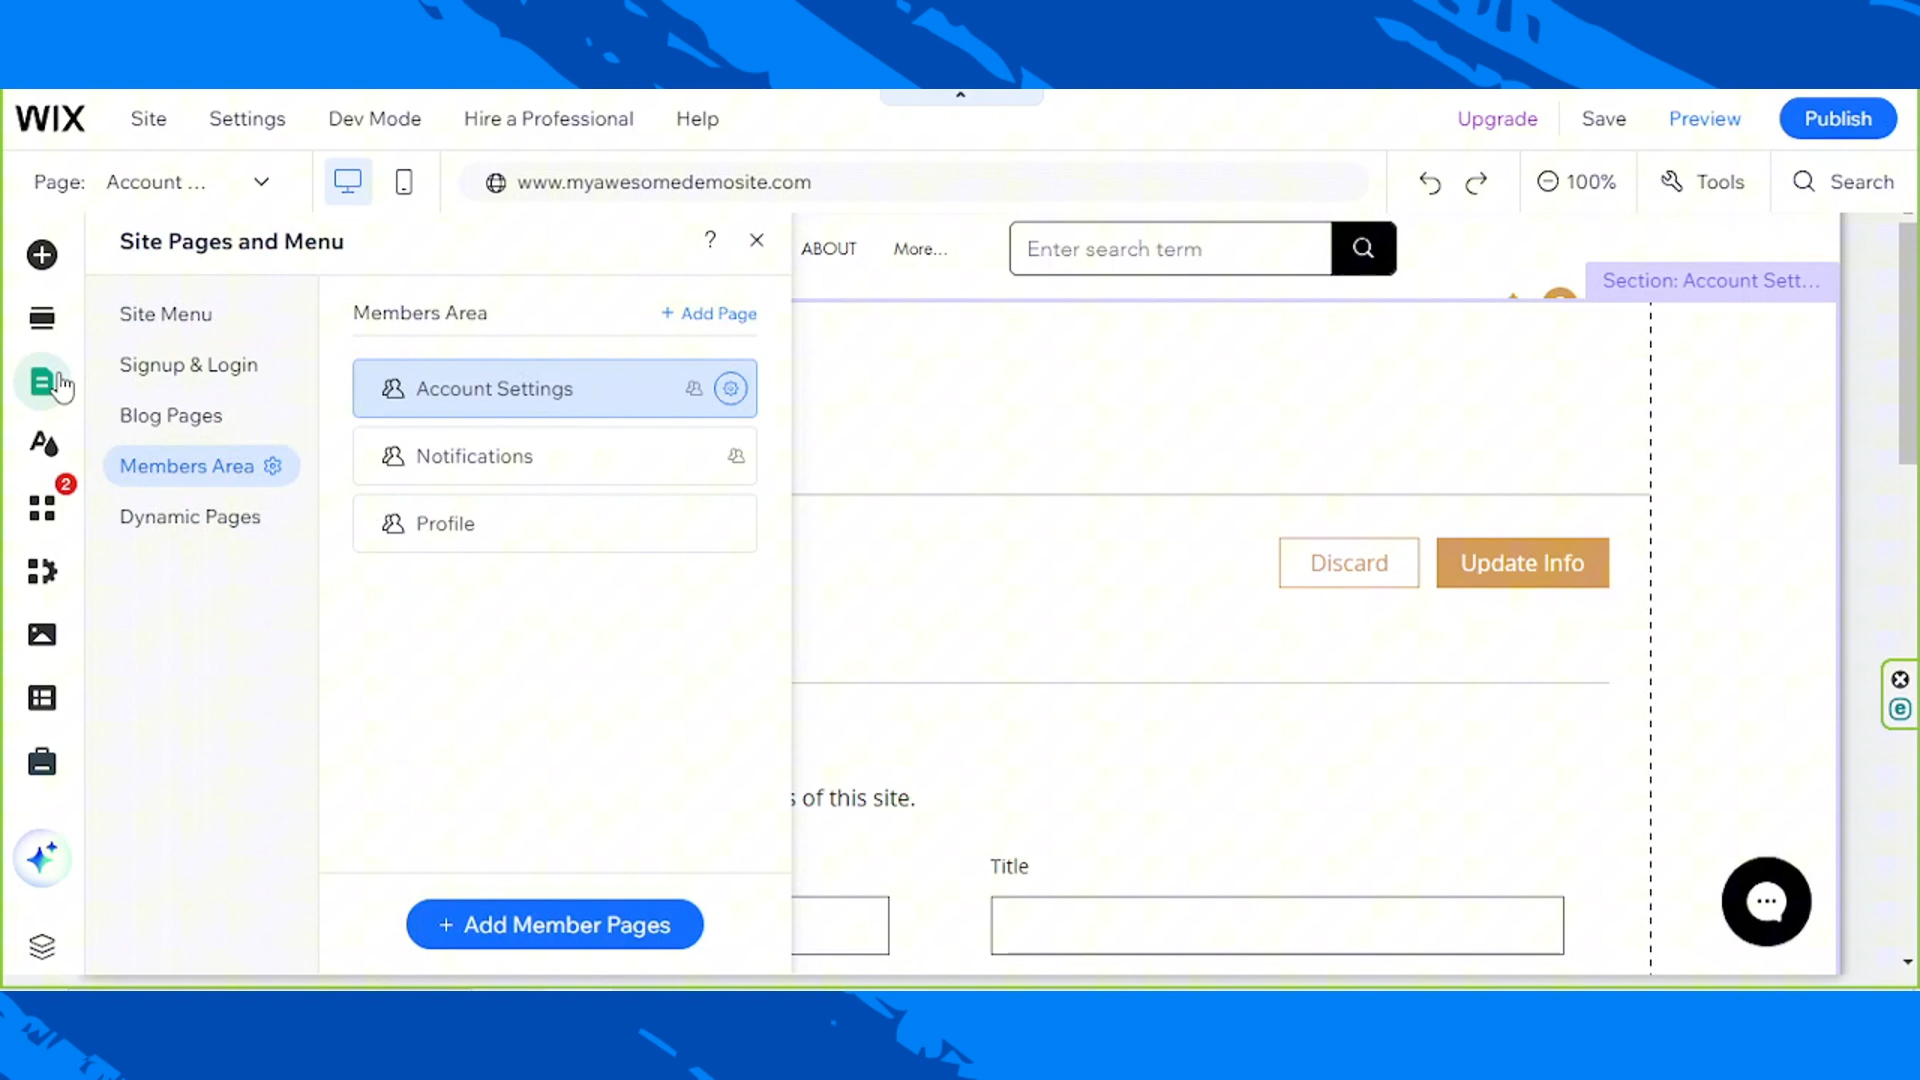 WIX Site Settings Dev Mode Hire a Professional Help Upgrade Save Preview Publish
Page: Account ... www.myawesomedemosite.com 100% Tools Search
Site Pages and Menu ? ABOUT More... Enter search term
Section: Account Sett...
Site Menu
Signup & Login
Blog Pages
Members Area
Dynamic Pages
2
Members Area + Add Page
Account Settings
Notifications
Profile
+ Add Member Pages
Discard Update Info
s of this site.
Title
e